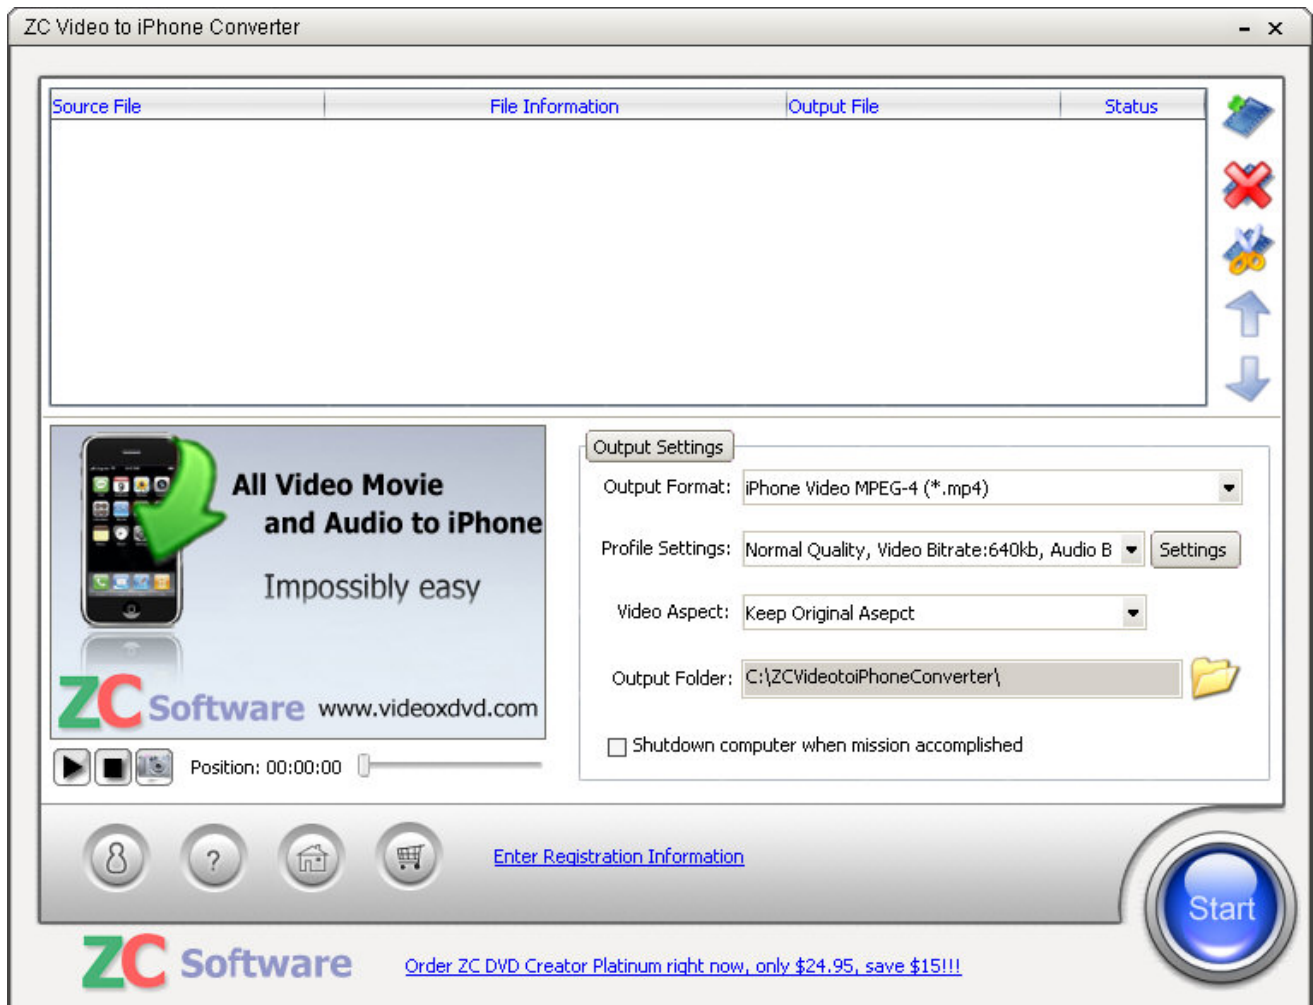 ZC Video to iPhone Converter
Source File File Information Output File Status
All Video Movie
and Audio to iPhone
Impossibly easy
ZC Software www.videoxdvd.com
Position: 00:00:00
Output Settings
Output Format: iPhone Video MPEG-4 (*.mp4)
Profile Settings: Normal Quality, Video Bitrate:640kb, Audio B Settings
Video Aspect: Keep Original Asepct
Output Folder: C:\ZCVideotoiPhoneConverter\
Shutdown computer when mission accomplished
? Enter Registration Information
Start
ZC Software Order ZC DVD Creator Platinum right now, only $24.95, save $15!!!